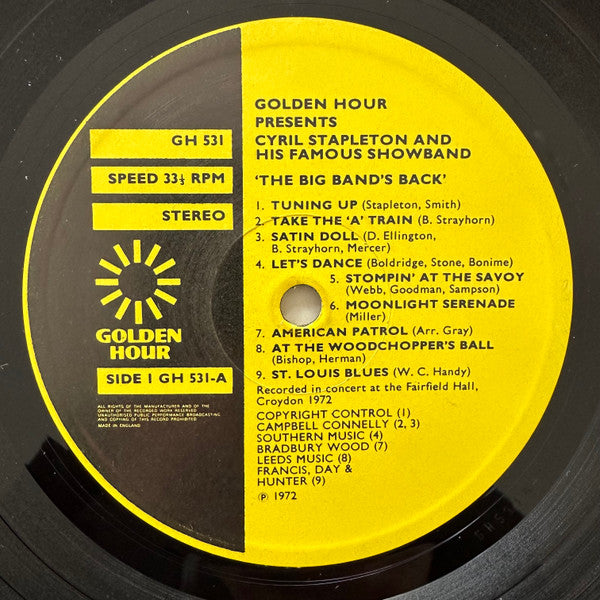 GH 531
SPEED 33⅓ RPM
STEREO
GOLDEN
HOUR
SIDE 1 GH 531-A
ALL RIGHTS OF THE MANUFACTURER AND OF THE
OWNER OF THE RECORDED WORK RESERVED
UNAUTHORISED PUBLIC PERFORMANCE BROADCASTING
AND COPYING OF THIS RECORD PROHIBITED
MADE IN ENGLAND
GOLDEN HOUR
PRESENTS
CYRIL STAPLETON AND
HIS FAMOUS SHOWBAND
'THE BIG BAND'S BACK'
1. TUNING UP (Stapleton, Smith)
2. TAKE THE 'A' TRAIN (B. Strayhorn)
3. SATIN DOLL (D. Ellington,
B. Strayhorn, Mercer)
4. LET'S DANCE (Boldridge, Stone, Bonime)
5. STOMPIN' AT THE SAVOY
(Webb, Goodman, Sampson)
6. MOONLIGHT SERENADE
(Miller)
7. AMERICAN PATROL (Arr. Gray)
8. AT THE WOODCHOPPER'S BALL
(Bishop, Herman)
9. ST. LOUIS BLUES (W. C. Handy)
Recorded in concert at the Fairfield Hall,
Croydon 1972
COPYRIGHT CONTROL (1)
CAMPBELL CONNELLY (2, 3)
SOUTHERN MUSIC (4)
BRADBURY WOOD (7)
LEEDS MUSIC (8)
FRANCIS, DAY &
HUNTER (9)
℗ 1972